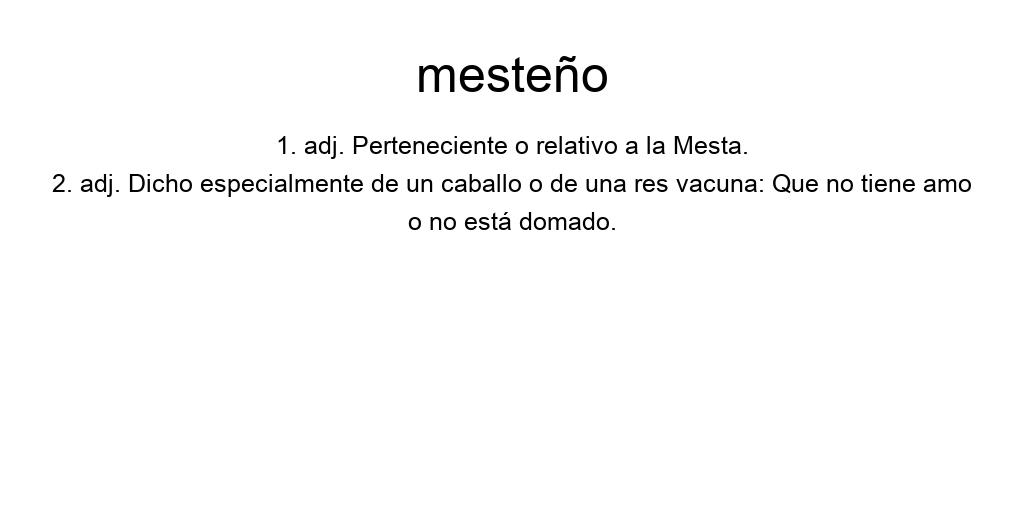 mesteño
1. adj. Perteneciente o relativo a la Mesta.
2. adj. Dicho especialmente de un caballo o de una res vacuna: Que no tiene amo
o no está domado.